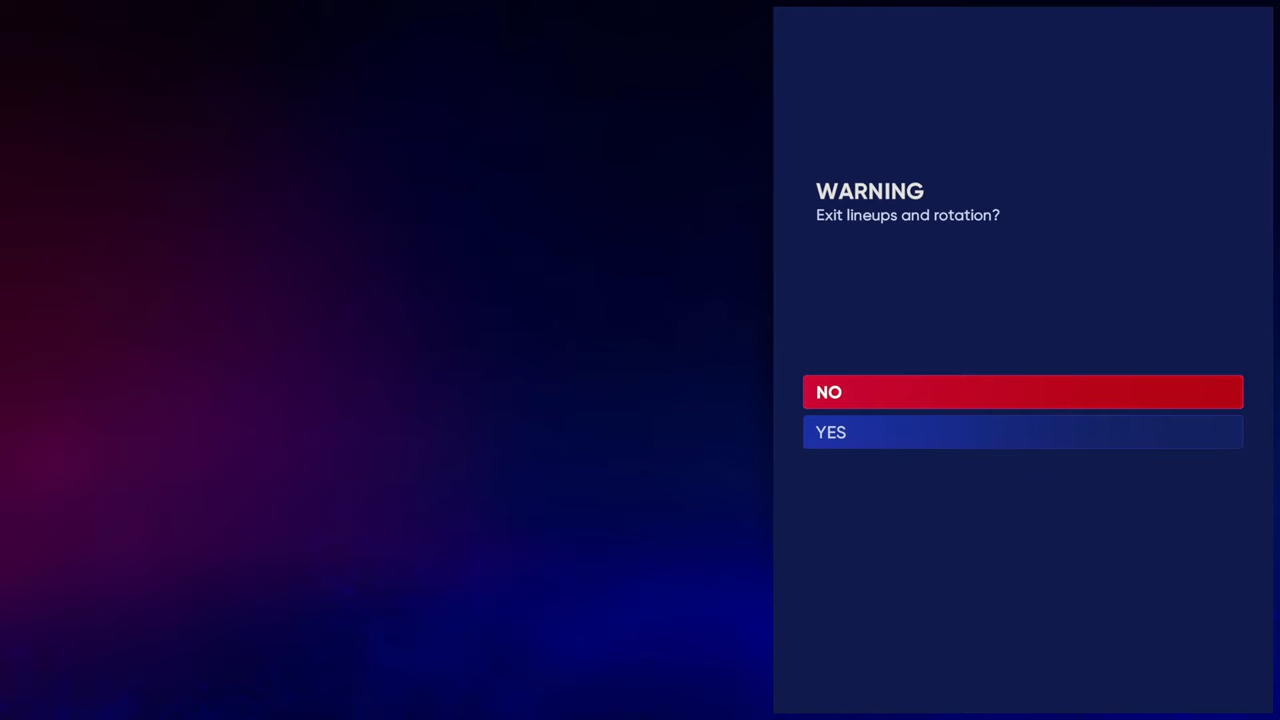 WARNING
Exit lineups and rotation?
NO
YES